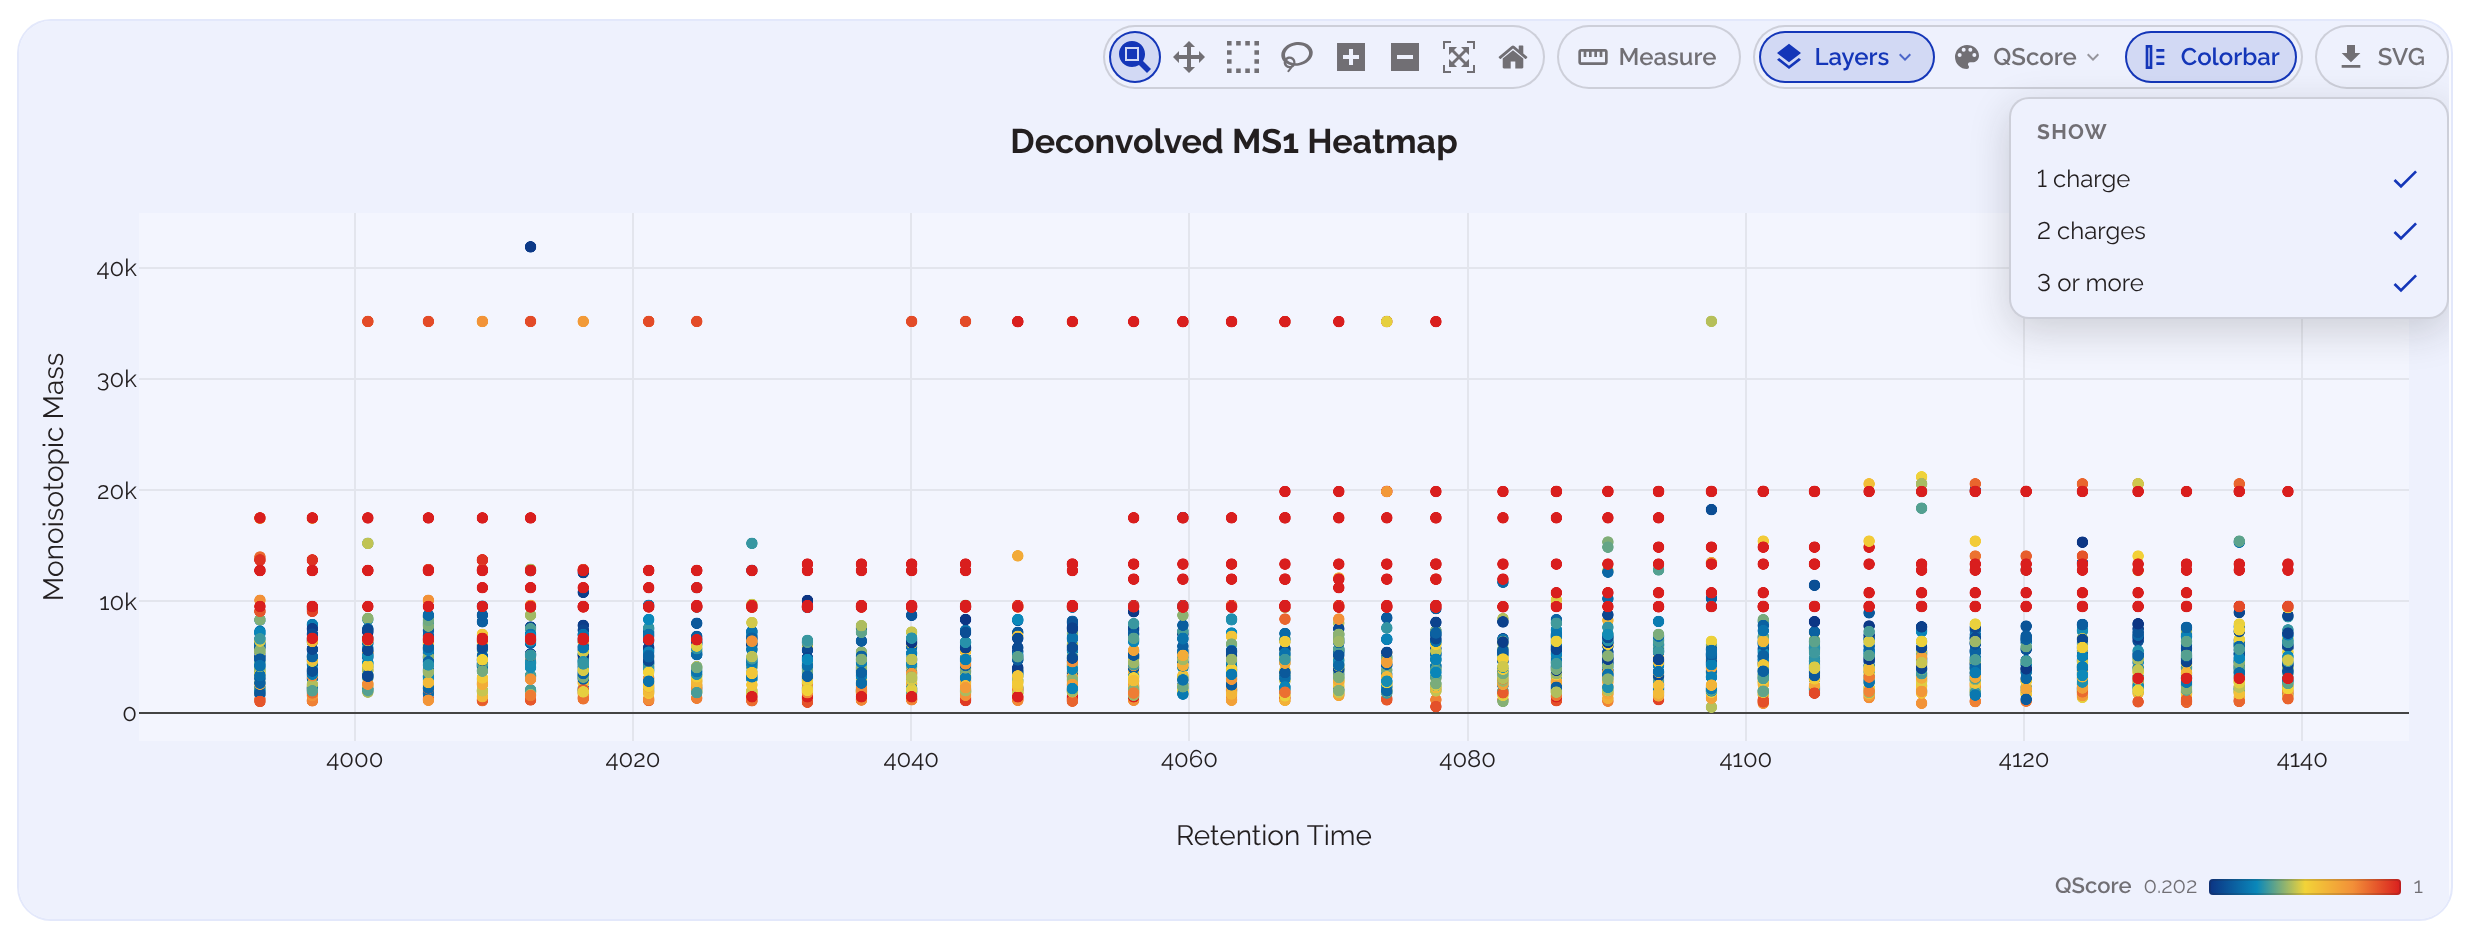 Measure
Layers
QScore
Colorbar
SVG
Deconvolved MS1 Heatmap
SHOW
1 charge
2 charges
3 or more
Monoisotopic Mass
40k
30k
20k
10k
0
4000 4020 4040 4060 4080 4100 4120 4140
Retention Time
QScore 0.202 1